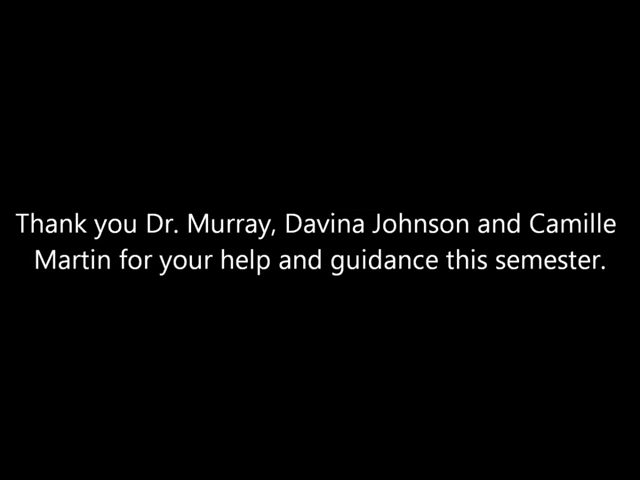 Thank you Dr. Murray, Davina Johnson and Camille
Martin for your help and guidance this semester.